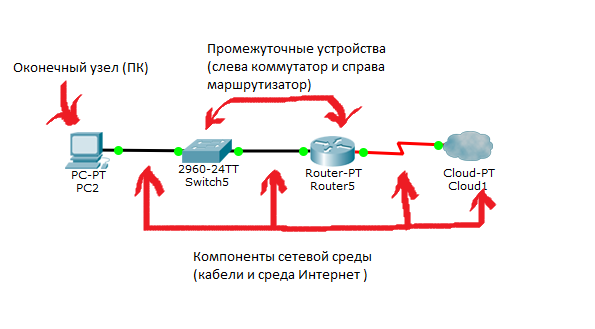 Промежуточные устройства
(слева коммутатор и справа
маршрутизатор)
Оконечный узел (ПК)
PC-PT
PC2
2960-24TT
Switch5
Router-PT
Router5
Cloud-PT
Cloud1
Компоненты сетевой среды
(кабели и среда Интернет )